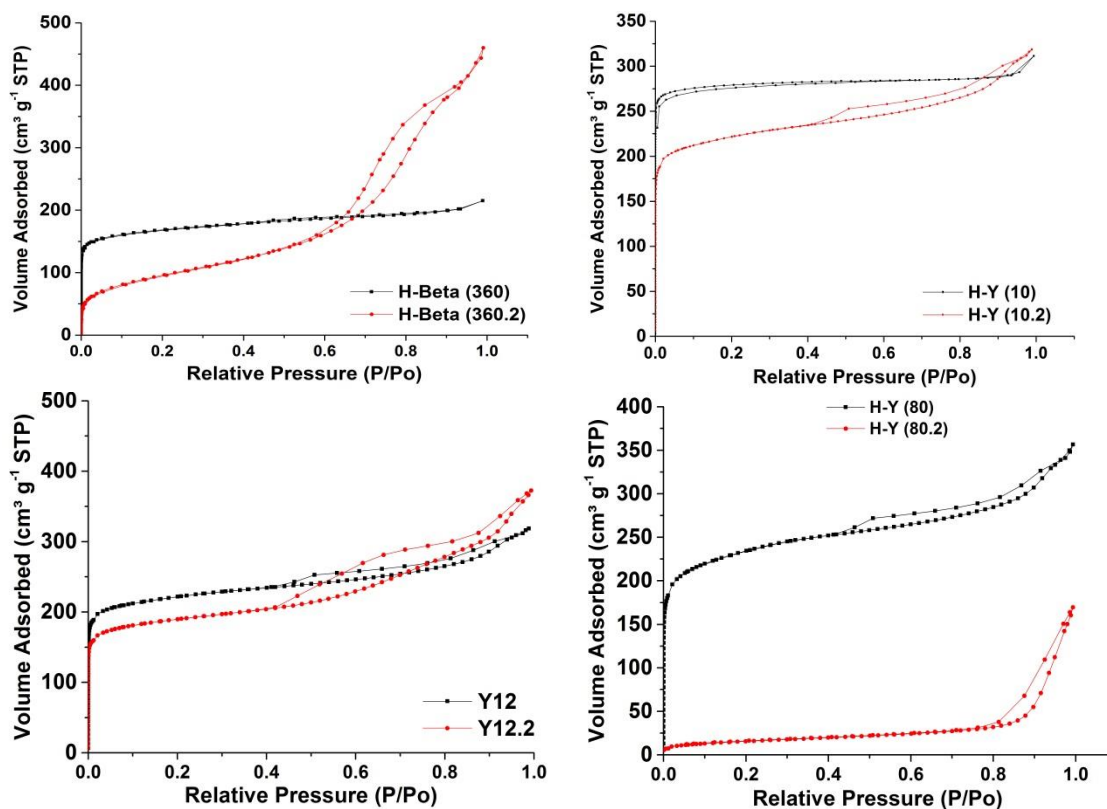 Volume Adsorbed (cm³ g⁻¹ STP)
500
400
300
200
100
0
H-Beta (360)
H-Beta (360.2)
0.0 0.2 0.4 0.6 0.8 1.0
Relative Pressure (P/Po)
Volume Adsorbed (cm³ g⁻¹ STP)
350
300
250
200
150
100
50
0
H-Y (10)
H-Y (10.2)
0.0 0.2 0.4 0.6 0.8 1.0
Relative Pressure (P/Po)
Volume Adsorbed (cm³ g⁻¹ STP)
500
400
300
200
100
0
Y12
Y12.2
0.0 0.2 0.4 0.6 0.8 1.0
Relative Pressure (P/Po)
H-Y (80)
H-Y (80.2)
Volume Adsorbed (cm³ g⁻¹ STP)
400
350
300
250
200
150
100
50
0
0.0 0.2 0.4 0.6 0.8 1.0
Relative Pressure (P/Po)